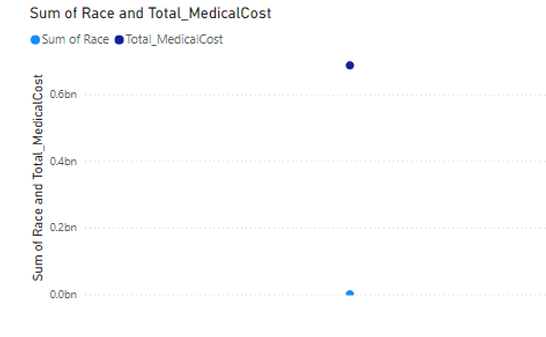 Sum of Race and Total_MedicalCost
Sum of Race Total_MedicalCost
Sum of Race and Total_MedicalCost
0.6bn
0.4bn
0.2bn
0.0bn